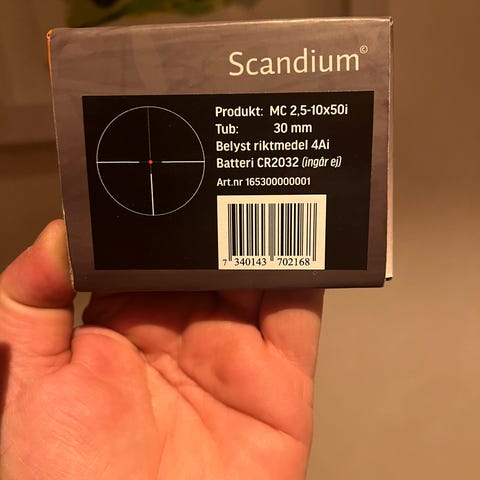 Scandium©
Produkt: MC 2,5-10x50i
Tub: 30 mm
Belyst riktmedel 4Ai
Batteri CR2032 (ingår ej)
Art.nr 165300000001
7 340143 702168